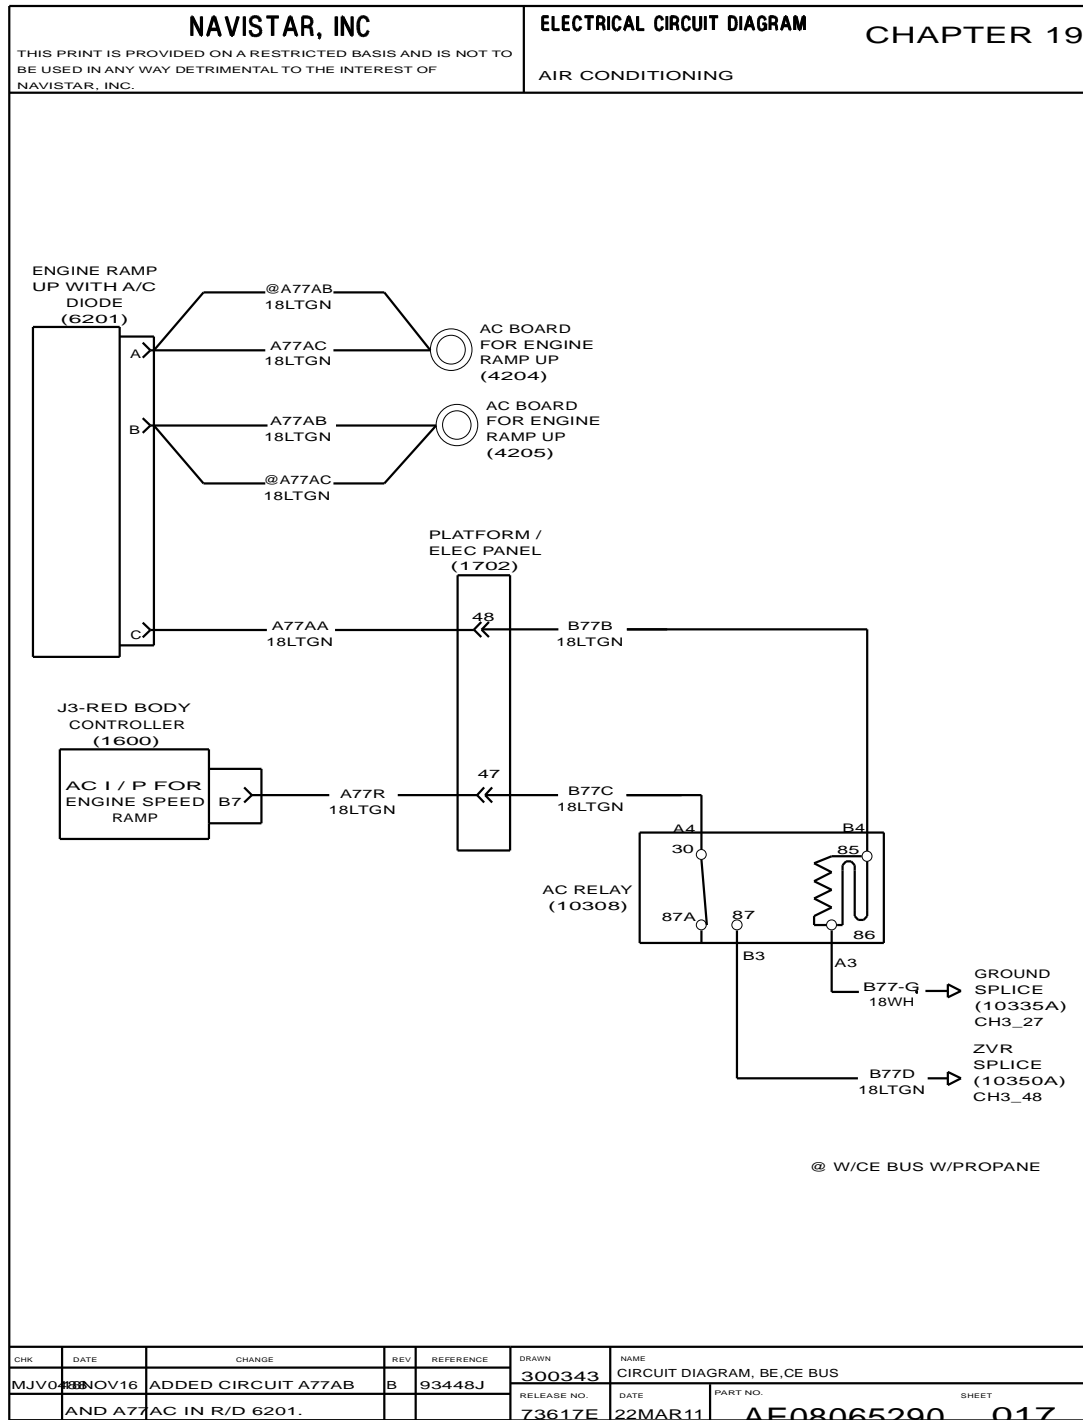 NAVISTAR, INC
THIS PRINT IS PROVIDED ON A RESTRICTED BASIS AND IS NOT TO
BE USED IN ANY WAY DETRIMENTAL TO THE INTEREST OF
NAVISTAR, INC.
ELECTRICAL CIRCUIT DIAGRAM
CHAPTER 19
AIR CONDITIONING
ENGINE RAMP
UP WITH A/C
DIODE
(6201)
A
@A77AB
18LTGN
A77AC
18LTGN
AC BOARD
FOR ENGINE
RAMP UP
(4204)
B
A77AB
18LTGN
@A77AC
18LTGN
AC BOARD
FOR ENGINE
RAMP UP
(4205)
PLATFORM /
ELEC PANEL
(1702)
C
A77AA
18LTGN
48
B77B
18LTGN
J3-RED BODY
CONTROLLER
(1600)
AC I / P FOR
ENGINE SPEED
RAMP
B7
A77R
18LTGN
47
B77C
18LTGN
A4
B4
30
85
AC RELAY
(10308)
87A
87
86
B3
A3
B77-G
18WH
GROUND
SPLICE
(10335A)
CH3_27
B77D
18LTGN
ZVR
SPLICE
(10350A)
CH3_48
@ W/CE BUS W/PROPANE
CHK DATE CHANGE REV REFERENCE
NOV16 ADDED CIRCUIT A77AB B 93448J
AND A77AC IN R/D 6201.
DRAWN
300343
NAME
CIRCUIT DIAGRAM, BE,CE BUS
RELEASE NO.
73617E
DATE
22MAR11
PART NO.
AE08065290
SHEET
017